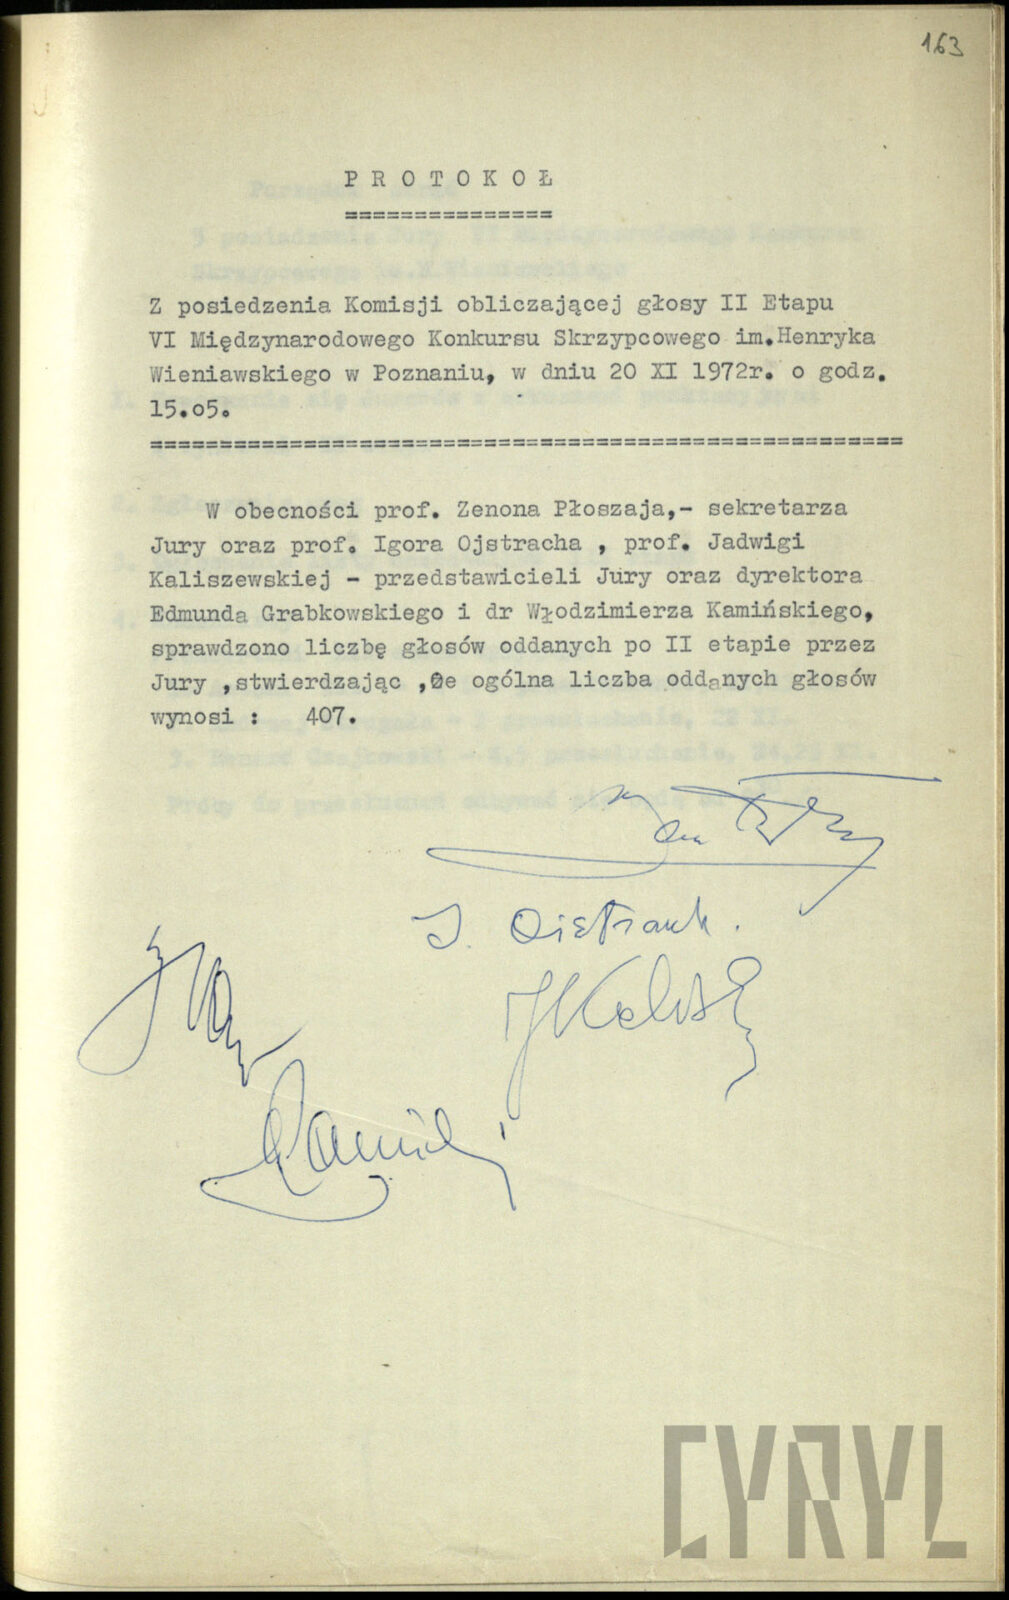 163
P R O T O K O Ł
===============
Z posiedzenia Komisji obliczającej głosy II Etapu
VI Międzynarodowego Konkursu Skrzypcowego im.Henryka
Wieniawskiego w Poznaniu, w dniu 20 XI 1972r. o godz.
15.o5.
======================================================
W obecności prof. Zenona Płoszaja,- sekretarza
Jury oraz prof. Igora Ojstracha , prof. Jadwigi
Kaliszewskiej - przedstawicieli Jury oraz dyrektora
Edmunda Grabkowskiego i dr Włodzimierza Kamińskiego,
sprawdzono liczbę głosów oddanych po II etapie przez
Jury ,stwierdzając ,że ogólna liczba oddanych głosów
wynosi : 407.
I. Oistrach.
CYRYL